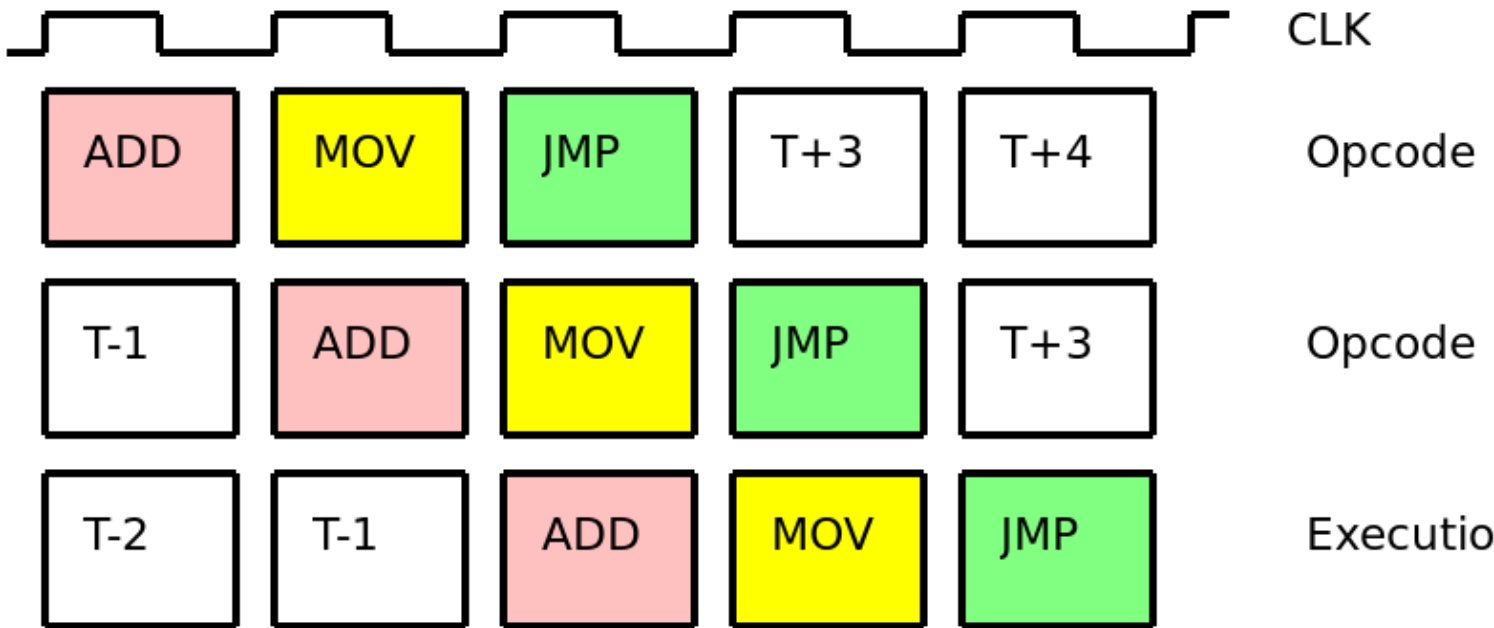 CLK
ADD MOV JMP T+3 T+4 Opcode
T-1 ADD MOV JMP T+3 Opcode
T-2 T-1 ADD MOV JMP Executio